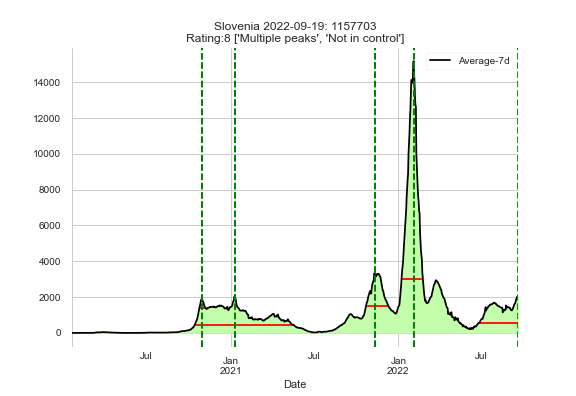 Slovenia 2022-09-19: 1157703
Rating:8 ['Multiple peaks', 'Not in control']
Average-7d
14000
12000
10000
8000
6000
4000
2000
0
Jul
Jan
2021
Jul
Jan
2022
Jul
Date